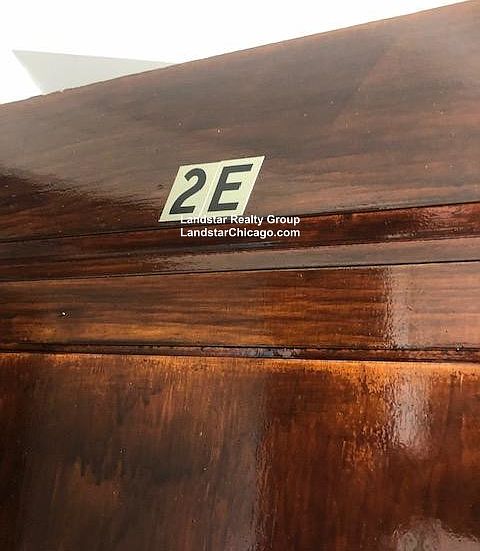 2E
Landstar Realty Group
LandstarChicago.com